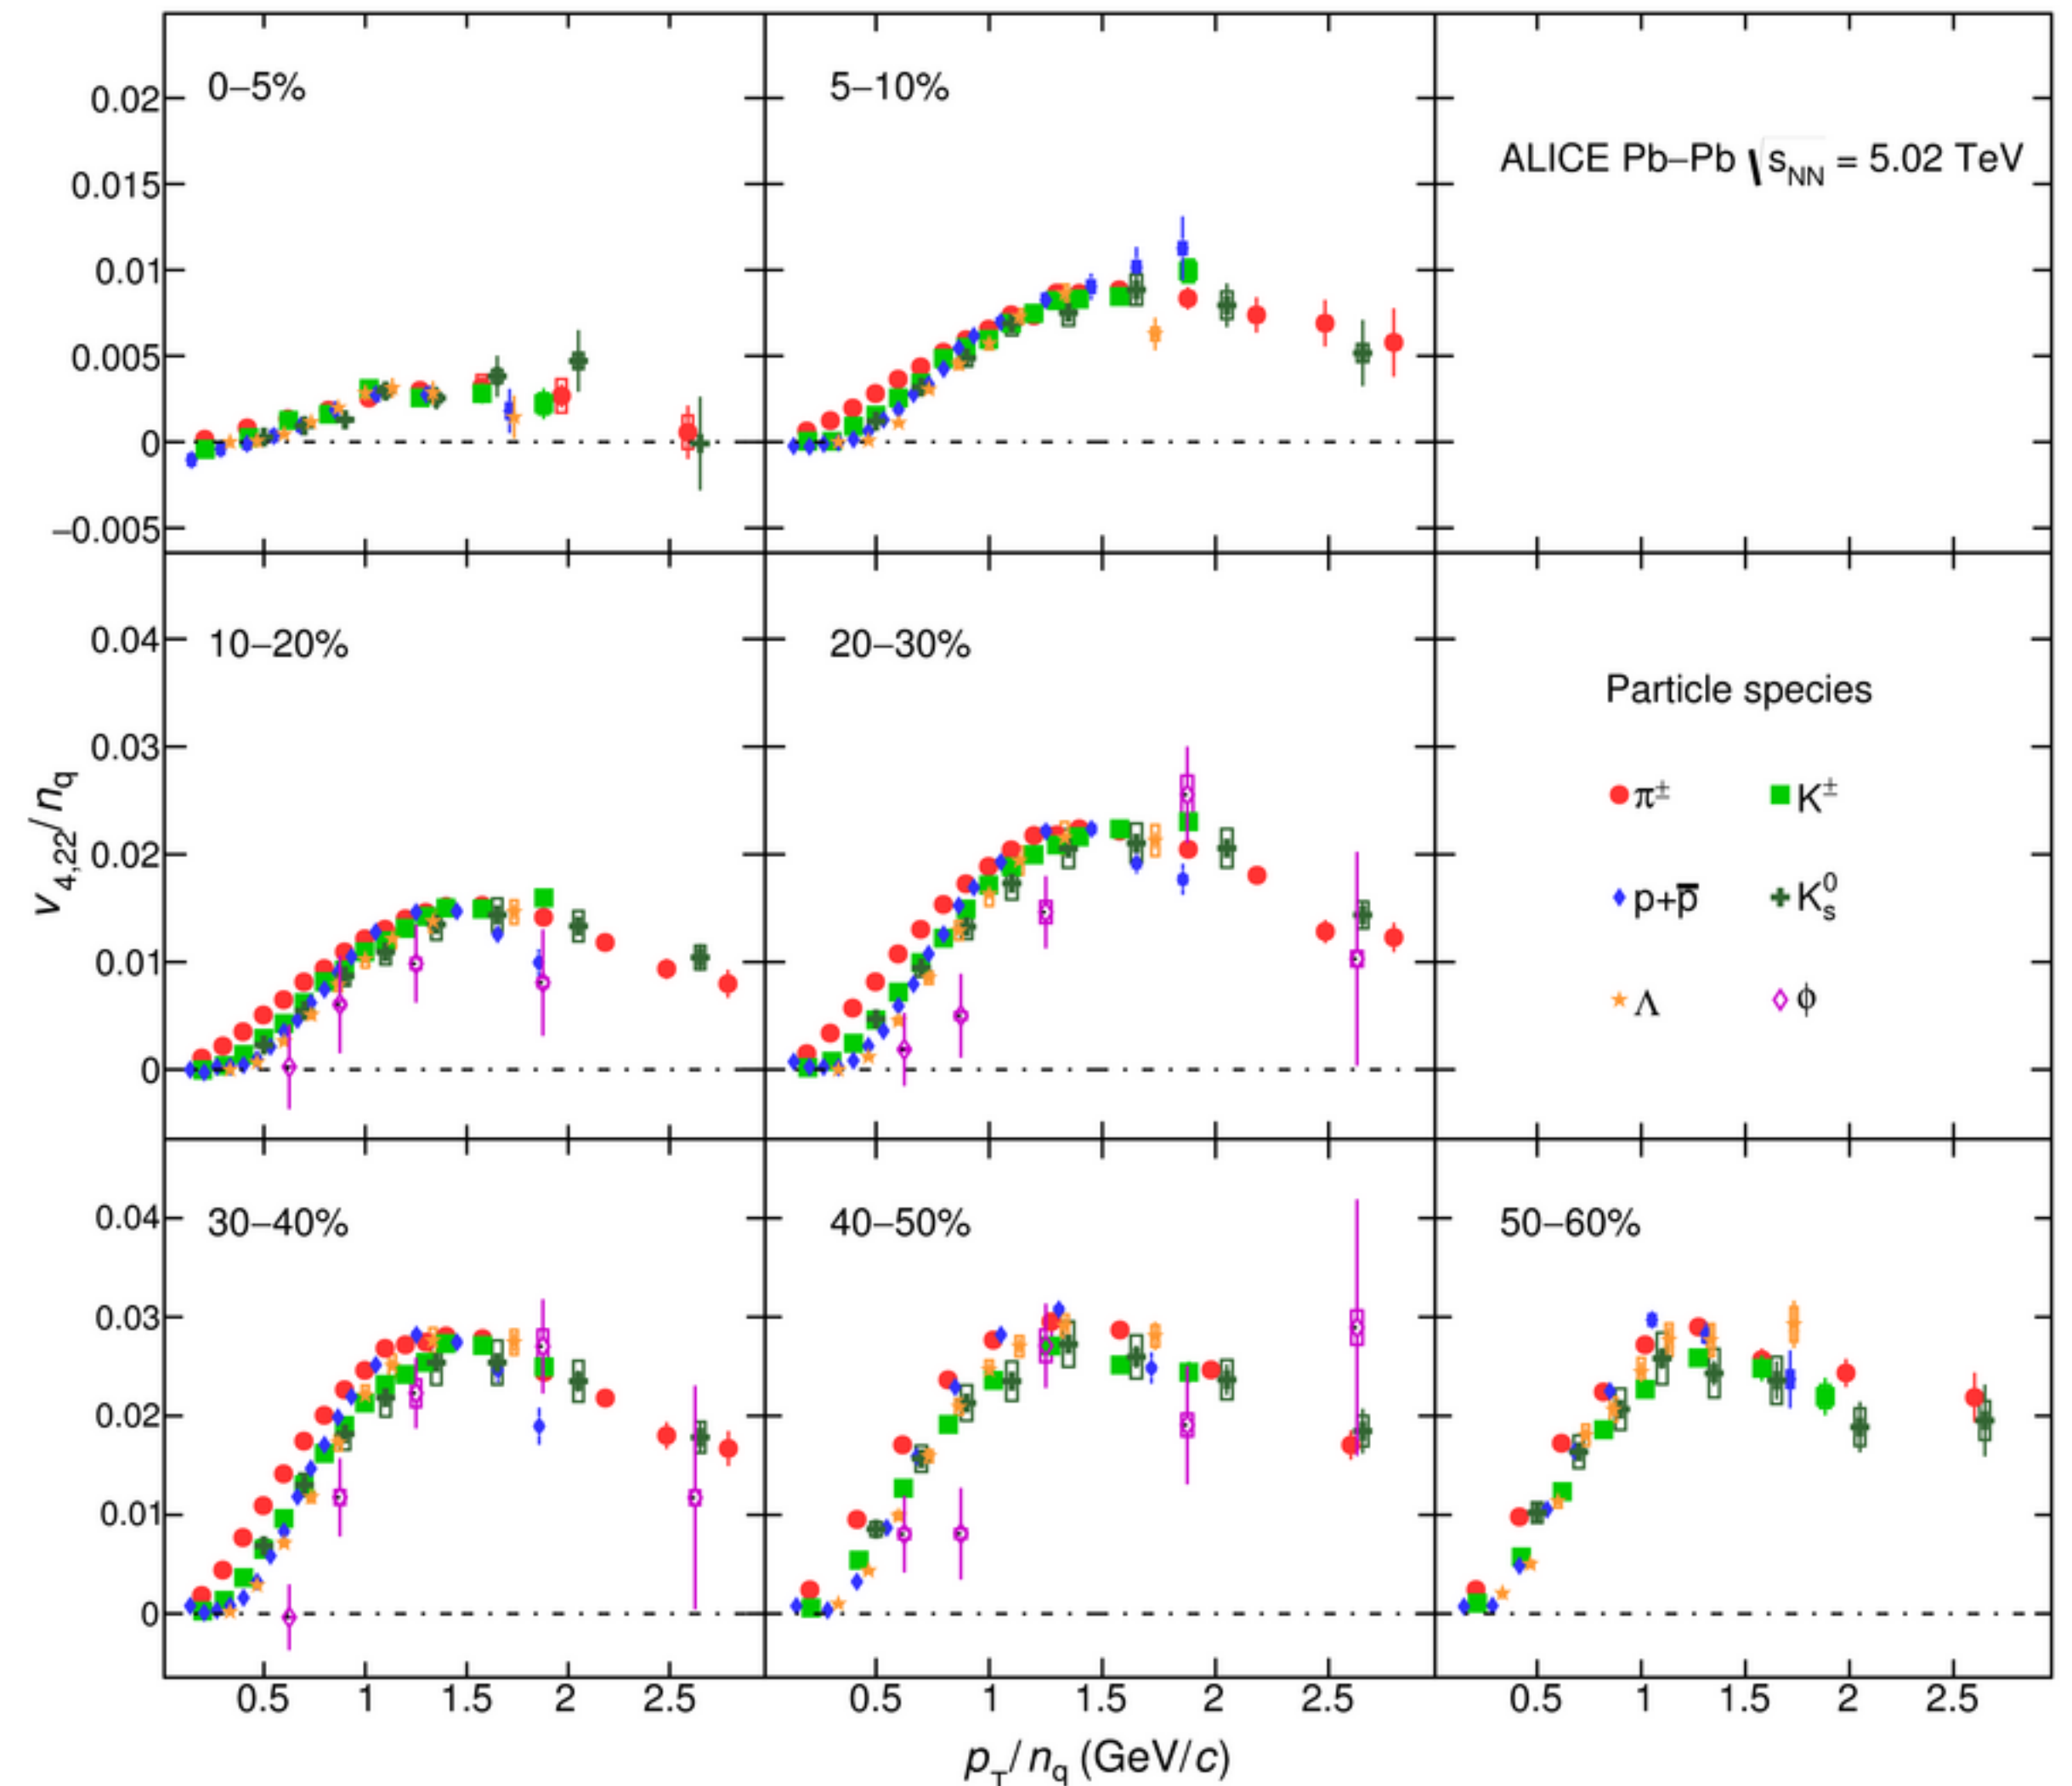 0–5%
5–10%
ALICE Pb–Pb √s_NN = 5.02 TeV
0.02
0.015
0.01
0.005
0
−0.005
10–20%
20–30%
Particle species
π± K±
p+p̅ K⁰ₛ
Λ ϕ
0.04
0.03
0.02
0.01
0
v4,22/nq
30–40%
40–50%
50–60%
0.04
0.03
0.02
0.01
0
0.5 1 1.5 2 2.5 0.5 1 1.5 2 2.5 0.5 1 1.5 2 2.5
pT/nq (GeV/c)